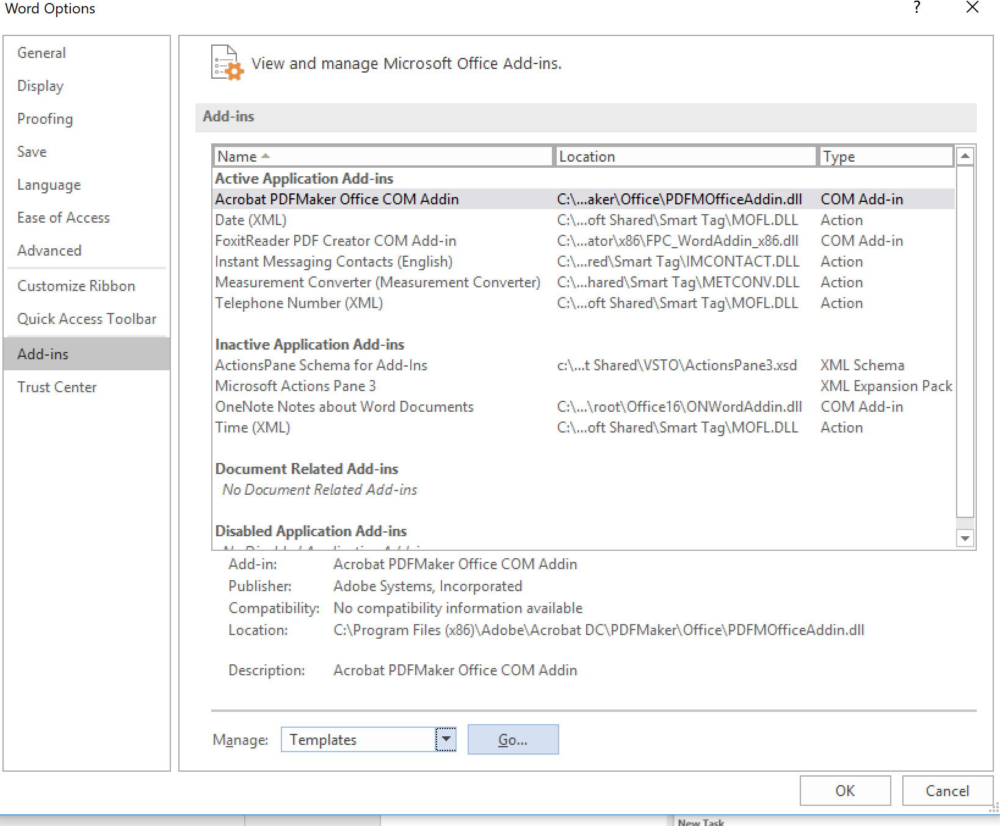 Word Options
?
General
Display
Proofing
Save
Language
Ease of Access
Advanced
Customize Ribbon
Quick Access Toolbar
Add-ins
Trust Center
View and manage Microsoft Office Add-ins.
Add-ins
Name Location Type
Active Application Add-ins
Acrobat PDFMaker Office COM Addin C:\...aker\Office\PDFMOfficeAddin.dll COM Add-in
Date (XML) C:\...oft Shared\Smart Tag\MOFL.DLL Action
FoxitReader PDF Creator COM Add-in C:\...ator\x86\FPC_WordAddin_x86.dll COM Add-in
Instant Messaging Contacts (English) C:\...red\Smart Tag\IMCONTACT.DLL Action
Measurement Converter (Measurement Converter) C:\...hared\Smart Tag\METCONV.DLL Action
Telephone Number (XML) C:\...oft Shared\Smart Tag\MOFL.DLL Action
Inactive Application Add-ins
ActionsPane Schema for Add-Ins c:\...t Shared\VSTO\ActionsPane3.xsd XML Schema
Microsoft Actions Pane 3 XML Expansion Pack
OneNote Notes about Word Documents C:\...\root\Office16\ONWordAddin.dll COM Add-in
Time (XML) C:\...oft Shared\Smart Tag\MOFL.DLL Action
Document Related Add-ins
No Document Related Add-ins
Disabled Application Add-ins
Add-in: Acrobat PDFMaker Office COM Addin
Publisher: Adobe Systems, Incorporated
Compatibility: No compatibility information available
Location: C:\Program Files (x86)\Adobe\Acrobat DC\PDFMaker\Office\PDFMOfficeAddin.dll
Description: Acrobat PDFMaker Office COM Addin
Manage: Templates Go...
OK Cancel
New Task